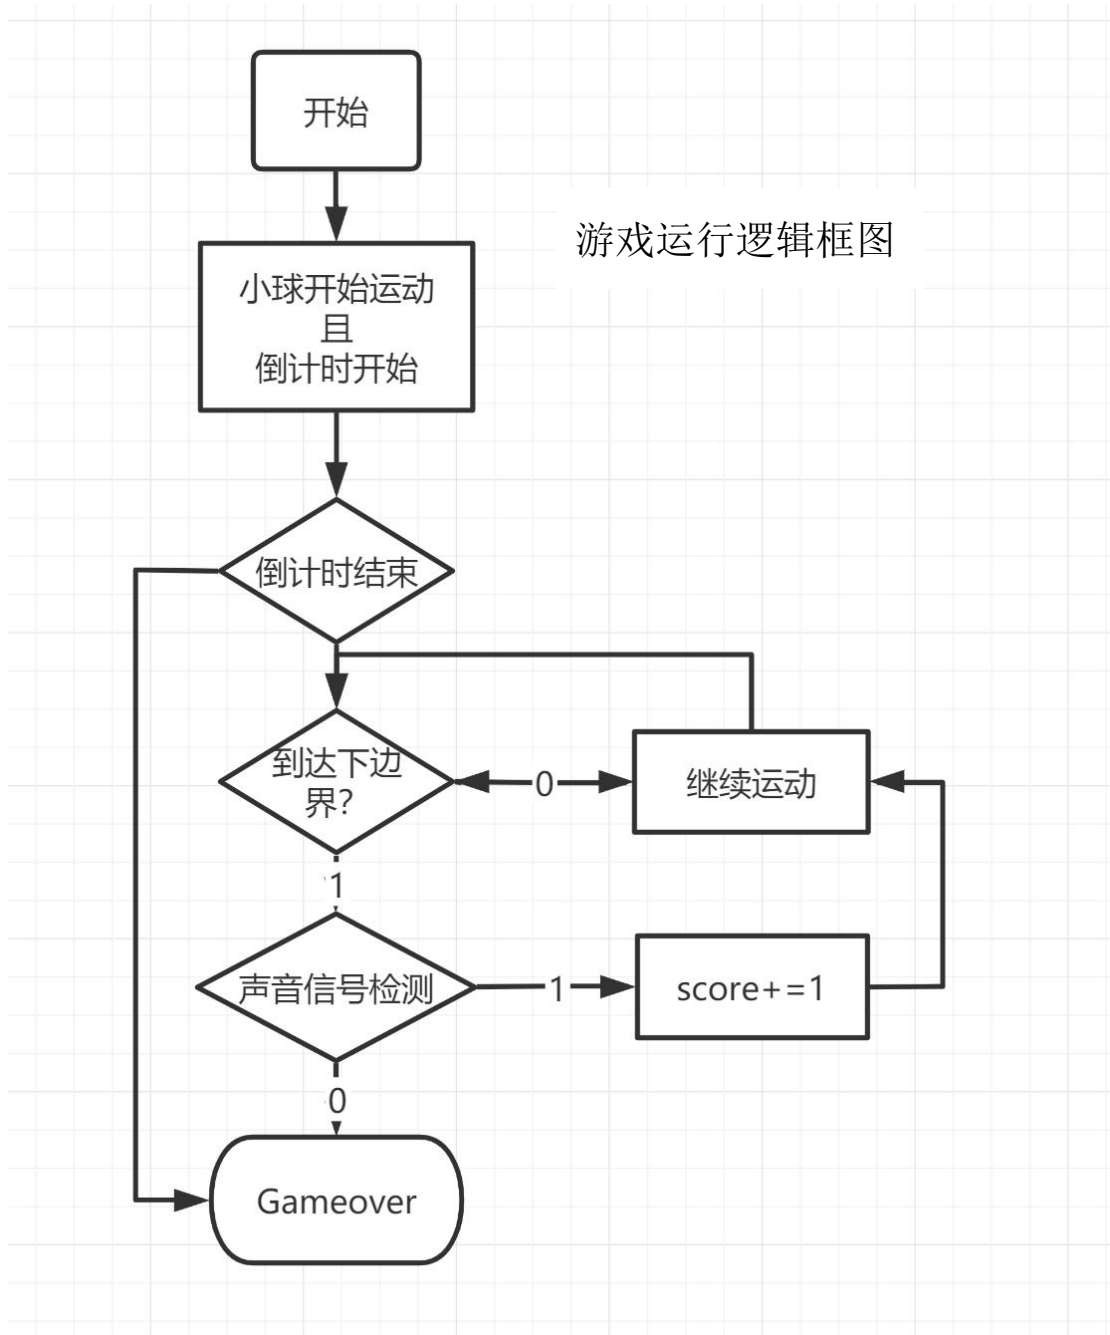 开始
游戏运行逻辑框图
小球开始运动
且
倒计时开始
倒计时结束
到达下边
界?
0
继续运动
1
声音信号检测
1
score+=1
0
Gameover